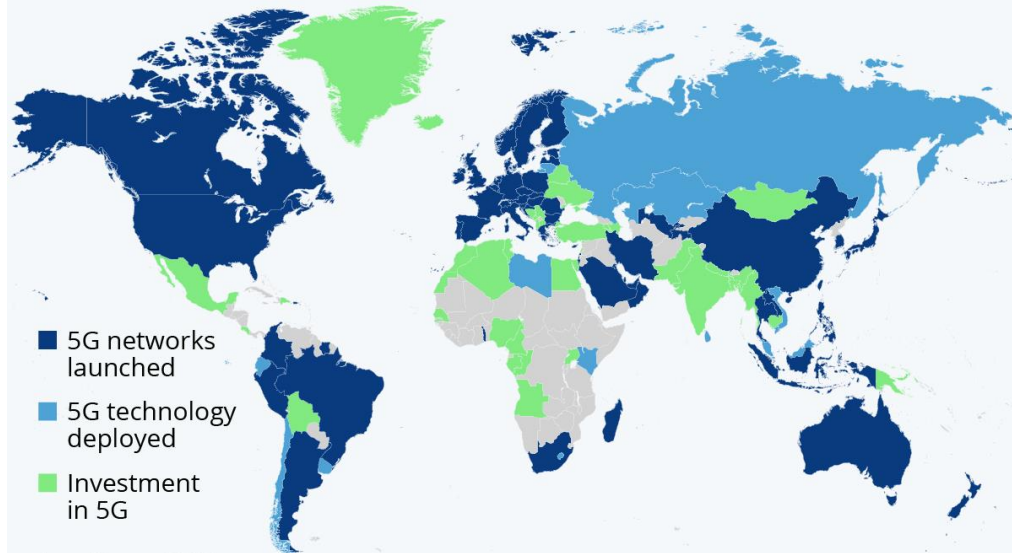 5G networks
launched
5G technology
deployed
Investment
in 5G